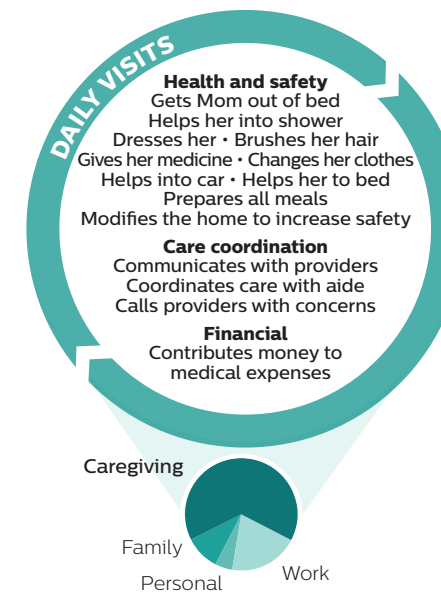 DAILY VISITS
Health and safety
Gets Mom out of bed
Helps her into shower
Dresses her • Brushes her hair
Gives her medicine • Changes her clothes
Helps into car • Helps her to bed
Prepares all meals
Modifies the home to increase safety
Care coordination
Communicates with providers
Coordinates care with aide
Calls providers with concerns
Financial
Contributes money to
medical expenses
Caregiving
Family
Personal
Work